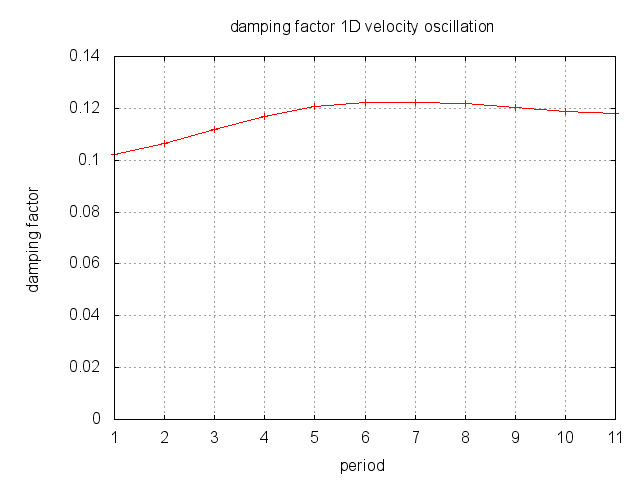 damping factor 1D velocity oscillation
0.14
0.12
0.1
0.08
0.06
0.04
0.02
0
damping factor
1 2 3 4 5 6 7 8 9 10 11
period